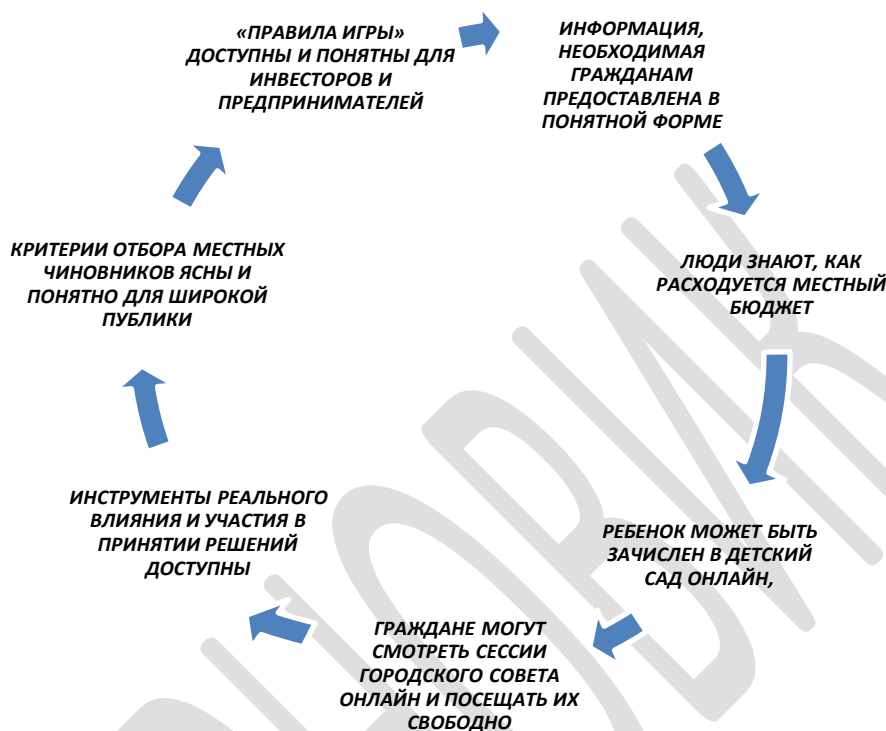 «ПРАВИЛА ИГРЫ»
ДОСТУПНЫ И ПОНЯТНЫ ДЛЯ
ИНВЕСТОРОВ И
ПРЕДПРИНИМАТЕЛЕЙ
ИНФОРМАЦИЯ,
НЕОБХОДИМАЯ
ГРАЖДАНАМ
ПРЕДОСТАВЛЕНА В
ПОНЯТНОЙ ФОРМЕ
ЛЮДИ ЗНАЮТ, КАК
РАСХОДУЕТСЯ МЕСТНЫЙ
БЮДЖЕТ
РЕБЕНОК МОЖЕТ БЫТЬ
ЗАЧИСЛЕН В ДЕТСКИЙ
САД ОНЛАЙН,
ГРАЖДАНЕ МОГУТ
СМОТРЕТЬ СЕССИИ
ГОРОДСКОГО СОВЕТА
ОНЛАЙН И ПОСЕЩАТЬ ИХ
СВОБОДНО
ИНСТРУМЕНТЫ РЕАЛЬНОГО
ВЛИЯНИЯ И УЧАСТИЯ В
ПРИНЯТИИ РЕШЕНИЙ
ДОСТУПНЫ
КРИТЕРИИ ОТБОРА МЕСТНЫХ
ЧИНОВНИКОВ ЯСНЫ И
ПОНЯТНО ДЛЯ ШИРОКОЙ
ПУБЛИКИ